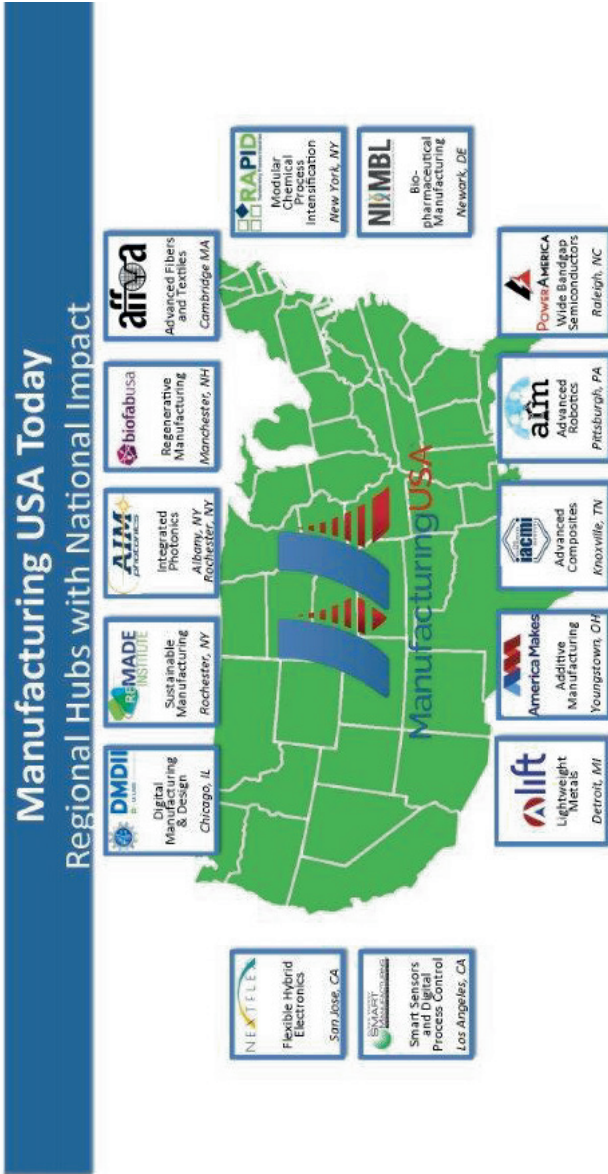 Manufacturing USA Today
Regional Hubs with National Impact
DMDII
Digital
Manufacturing
& Design
Chicago, IL
REMADE
INSTITUTE
Sustainable
Manufacturing
Rochester, NY
AIM
photonics
Integrated
Photonics
Albany, NY
Rochester, NY
biofabusa
Regenerative
Manufacturing
Manchester, NH
affoa
Advanced Fibers
and Textiles
Cambridge MA
NEXTFLEX
Flexible Hybrid
Electronics
San Jose, CA
SMART
MANUFACTURING
Smart Sensors
and Digital
Process Control
Los Angeles, CA
ManufacturingUSA
RAPID
Modular
Chemical
Process
Intensification
New York, NY
NIIMBL
Bio-
pharmaceutical
Manufacturing
Newark, DE
lift
Lightweight
Metals
Detroit, MI
America Makes
Additive
Manufacturing
Youngstown, OH
iacmi
Advanced
Composites
Knoxville, TN
arm
Advanced
Robotics
Pittsburgh, PA
POWERAMERICA
Wide Bandgap
Semiconductors
Raleigh, NC